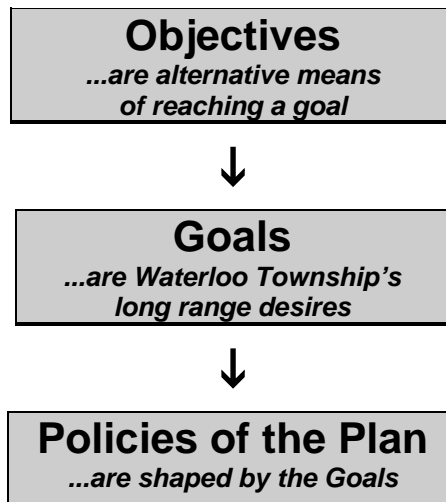 Objectives
...are alternative means
of reaching a goal
↓
Goals
...are Waterloo Township's
long range desires
↓
Policies of the Plan
...are shaped by the Goals